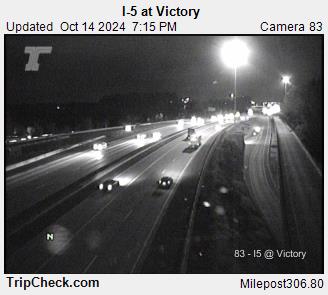 I-5 at Victory
Updated Oct 14 2024 7:15 PM Camera 83
T
N
83 - I5 @ Victory
TripCheck.com Milepost306.80